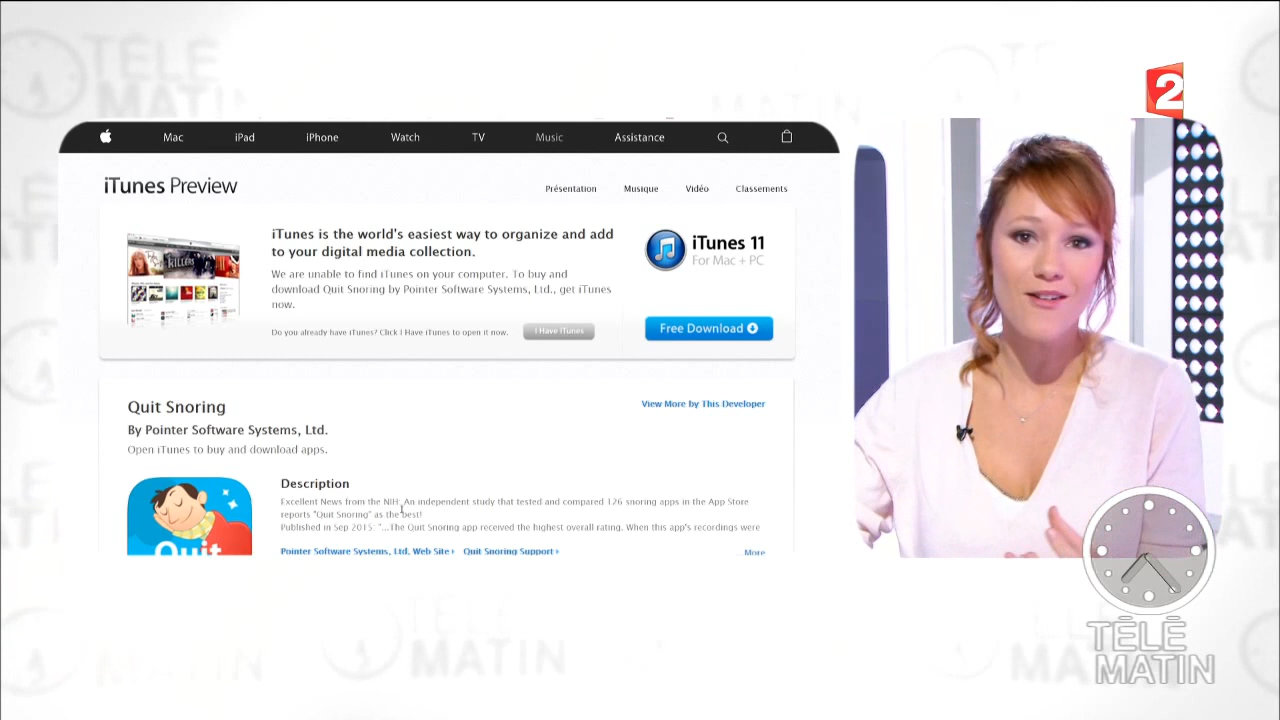 2
Mac iPad iPhone Watch TV Music Assistance
iTunes Preview
Présentation Musique Vidéo Classements
iTunes is the world's easiest way to organize and add
to your digital media collection.
We are unable to find iTunes on your computer. To buy and
download Quit Snoring by Pointer Software Systems, Ltd., get iTunes
now.
Do you already have iTunes? Click I Have iTunes to open it now.
I Have iTunes
iTunes 11
For Mac + PC
Free Download
KILLERS
Quit Snoring
View More by This Developer
By Pointer Software Systems, Ltd.
Open iTunes to buy and download apps.
Description
Excellent News from the NIH: An independent study that tested and compared 126 snoring apps in the App Store
reports "Quit Snoring" as the best!
Published in Sep 2015: "...The Quit Snoring app received the highest overall rating. When this app's recordings were
Quit
Pointer Software Systems, Ltd. Web Site Quit Snoring Support
...More
TÉLÉ
MATIN
TÉLÉ
MATIN
TÉLÉ
MATIN